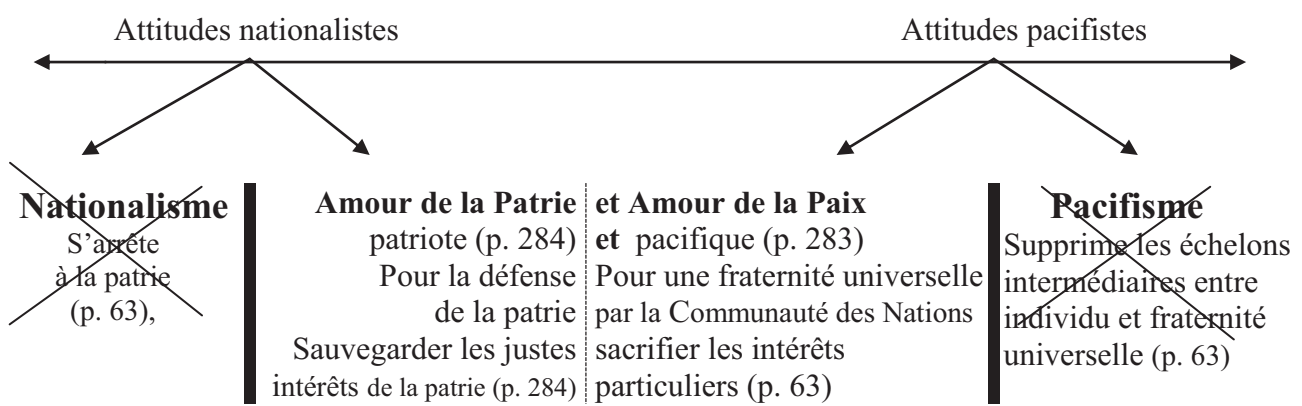 Attitudes nationalistes
Attitudes pacifistes
Nationalisme
S'arrête
à la patrie
(p. 63),
Amour de la Patrie
patriote (p. 284)
Pour la défense
de la patrie
Sauvegarder les justes
intérêts de la patrie (p. 284)
et Amour de la Paix
et pacifique (p. 283)
Pour une fraternité universelle
par la Communauté des Nations
sacrifier les intérêts
particuliers (p. 63)
Pacifisme
Supprime les échelons
intermédiaires entre
individu et fraternité
universelle (p. 63)